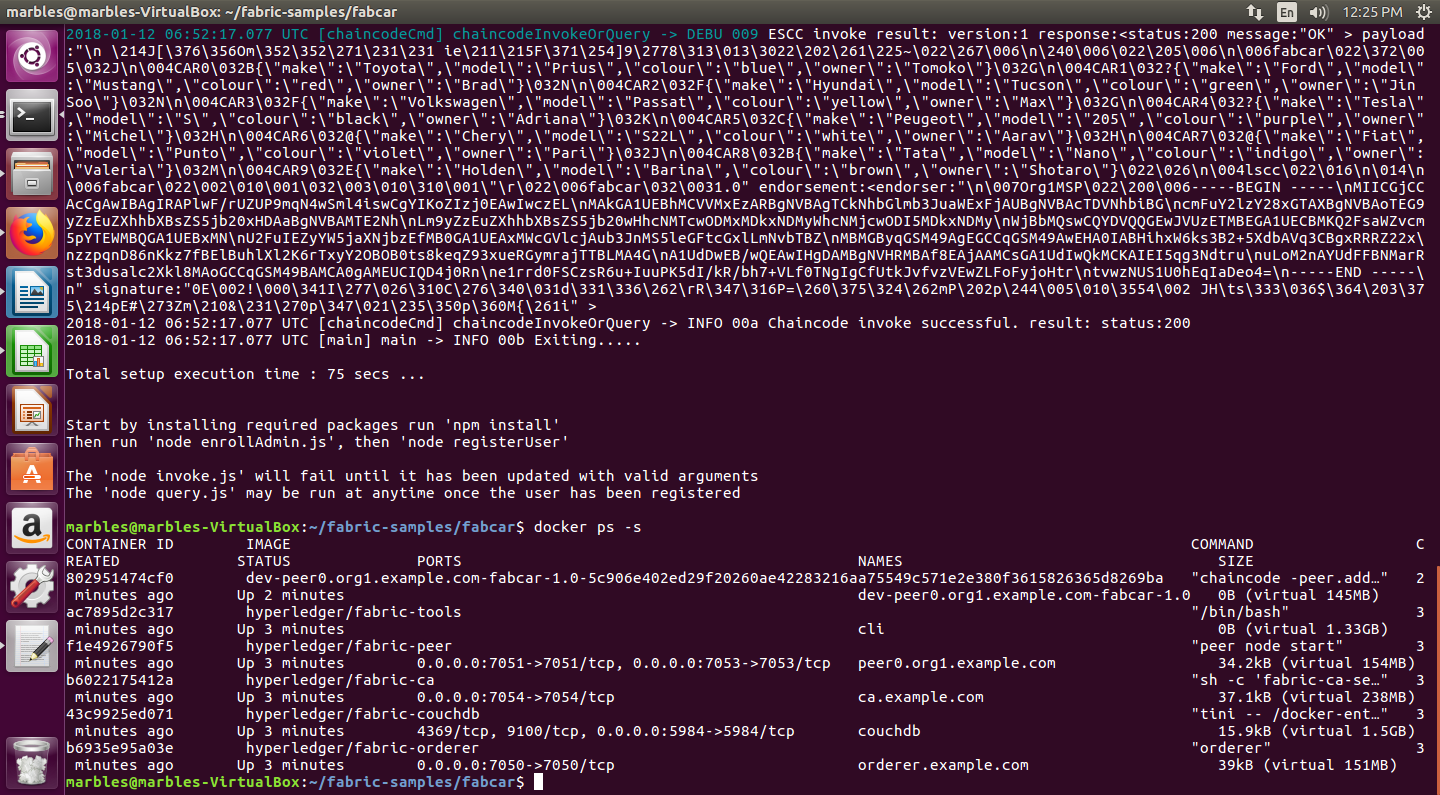 marbles@marbles-VirtualBox: ~/fabric-samples/fabcar
En
12:25 PM
2018-01-12 06:52:17.077 UTC [chaincodeCmd] chaincodeInvokeOrQuery -> DEBU 009 ESCC invoke result: version:1 response:<status:200 message:"OK" > payload
:"\n \214J[\376\356Om\352\352\271\231\231 ie\211\215F\371\254]9\2778\313\013\3022\202\261\225~\022\267\006\n\240\006\022\205\006\n\006fabcar\022\372\00
5\032J\n\004CAR0\032B{\"make\":\"Toyota\",\"model\":\"Prius\",\"colour\":\"blue\",\"owner\":\"Tomoko\"}\032G\n\004CAR1\032?{\"make\":\"Ford\",\"model\"
:\"Mustang\",\"colour\":\"red\",\"owner\":\"Brad\"}\032N\n\004CAR2\032F{\"make\":\"Hyundai\",\"model\":\"Tucson\",\"colour\":\"green\",\"owner\":\"Jin
Soo\"}\032N\n\004CAR3\032F{\"make\":\"Volkswagen\",\"model\":\"Passat\",\"colour\":\"yellow\",\"owner\":\"Max\"}\032G\n\004CAR4\032?{\"make\":\"Tesla\"
,\"model\":\"S\",\"colour\":\"black\",\"owner\":\"Adriana\"}\032K\n\004CAR5\032C{\"make\":\"Peugeot\",\"model\":\"205\",\"colour\":\"purple\",\"owner\"
:\"Michel\"}\032H\n\004CAR6\032@{\"make\":\"Chery\",\"model\":\"S22L\",\"colour\":\"white\",\"owner\":\"Aarav\"}\032H\n\004CAR7\032@{\"make\":\"Fiat\",
\"model\":\"Punto\",\"colour\":\"violet\",\"owner\":\"Pari\"}\032J\n\004CAR8\032B{\"make\":\"Tata\",\"model\":\"Nano\",\"colour\":\"indigo\",\"owner\":
\"Valeria\"}\032M\n\004CAR9\032E{\"make\":\"Holden\",\"model\":\"Barina\",\"colour\":\"brown\",\"owner\":\"Shotaro\"}\022\026\n\004lscc\022\016\n\014\n
\006fabcar\022\002\010\001\032\003\010\310\001\"\r\022\006fabcar\032\0031.0" endorsement:<endorser:"\n\007Org1MSP\022\200\006-----BEGIN -----\nMIICGjCC
AcCgAwIBAgIRAPlwF/rUZUP9mqN4wSml4iswCgYIKoZIzj0EAwIwczEL\nMAkGA1UEBhMCVVMxEzARBgNVBAgTCkNhbGlmb3JuaWExFjAUBgNVBAcTDVNhbiBG\ncmFuY2lzY28xGTAXBgNVBAoTEG9
yZzEuZXhhbXBsZS5jb20xHDAaBgNVBAMTE2Nh\nLm9yZzEuZXhhbXBsZS5jb20wHhcNMTcwODMxMDkxNDMyWhcNMjcwODI5MDkxNDMy\nWjBbMQswCQYDVQQGEwJVUzETMBEGA1UECBMKQ2FsaWZvcm
5pYTEWMBQGA1UEBxMN\nU2FuIEZyYW5jaXNjbzEfMB0GA1UEAxMWcGVlcjAub3JnMS5leGFtcGxlLmNvbTBZ\nMBMGByqGSM49AgEGCCqGSM49AwEHA0IABHihxW6ks3B2+5XdbAVq3CBgxRRRZ22x\
nzzpqnD86nKkz7fBElBuhlXl2K6rTxyY2OBOB0ts8keqZ93xueRGymrajTTBLMA4G\nA1UdDwEB/wQEAwIHgDAMBgNVHRMBAf8EAjAAMCsGA1UdIwQkMCKAIEI5qg3Ndtru\nuLoM2nAYUdFFBNMarR
st3dusalc2Xkl8MAoGCCqGSM49BAMCA0gAMEUCIQD4j0Rn\ne1rrd0FSCzsR6u+IuuPK5dI/kR/bh7+VLf0TNgIgCfUtkJvfvzVEwZLFoFyjoHtr\ntvwzNUS1U0hEqIaDeo4=\n-----END -----\
n" signature:"0E\002!\000\341I\277\026\310C\276\340\031d\331\336\262\rR\347\316P=\260\375\324\262mP\202p\244\005\010\3554\002 JH\ts\333\036$\364\203\37
5\214pE#\273Zm\210&\231\270p\347\021\235\350p\360M{\261i" >
2018-01-12 06:52:17.077 UTC [chaincodeCmd] chaincodeInvokeOrQuery -> INFO 00a Chaincode invoke successful. result: status:200
2018-01-12 06:52:17.077 UTC [main] main -> INFO 00b Exiting.....
Total setup execution time : 75 secs ...
Start by installing required packages run 'npm install'
Then run 'node enrollAdmin.js', then 'node registerUser'
The 'node invoke.js' will fail until it has been updated with valid arguments
The 'node query.js' may be run at anytime once the user has been registered
marbles@marbles-VirtualBox:~/fabric-samples/fabcar$ docker ps -s
CONTAINER ID IMAGE COMMAND C
REATED STATUS PORTS NAMES SIZE
802951474cf0 dev-peer0.org1.example.com-fabcar-1.0-5c906e402ed29f20260ae42283216aa75549c571e2e380f3615826365d8269ba "chaincode -peer.add…" 2
minutes ago Up 2 minutes dev-peer0.org1.example.com-fabcar-1.0 0B (virtual 145MB)
ac7895d2c317 hyperledger/fabric-tools "/bin/bash" 3
minutes ago Up 3 minutes cli 0B (virtual 1.33GB)
f1e4926790f5 hyperledger/fabric-peer "peer node start" 3
minutes ago Up 3 minutes 0.0.0.0:7051->7051/tcp, 0.0.0.0:7053->7053/tcp peer0.org1.example.com 34.2kB (virtual 154MB)
b6022175412a hyperledger/fabric-ca "sh -c 'fabric-ca-se…" 3
minutes ago Up 3 minutes 0.0.0.0:7054->7054/tcp ca.example.com 37.1kB (virtual 238MB)
43c9925ed071 hyperledger/fabric-couchdb "tini -- /docker-ent…" 3
minutes ago Up 3 minutes 4369/tcp, 9100/tcp, 0.0.0.0:5984->5984/tcp couchdb 15.9kB (virtual 1.5GB)
b6935e95a03e hyperledger/fabric-orderer "orderer" 3
minutes ago Up 3 minutes 0.0.0.0:7050->7050/tcp orderer.example.com 39kB (virtual 151MB)
marbles@marbles-VirtualBox:~/fabric-samples/fabcar$